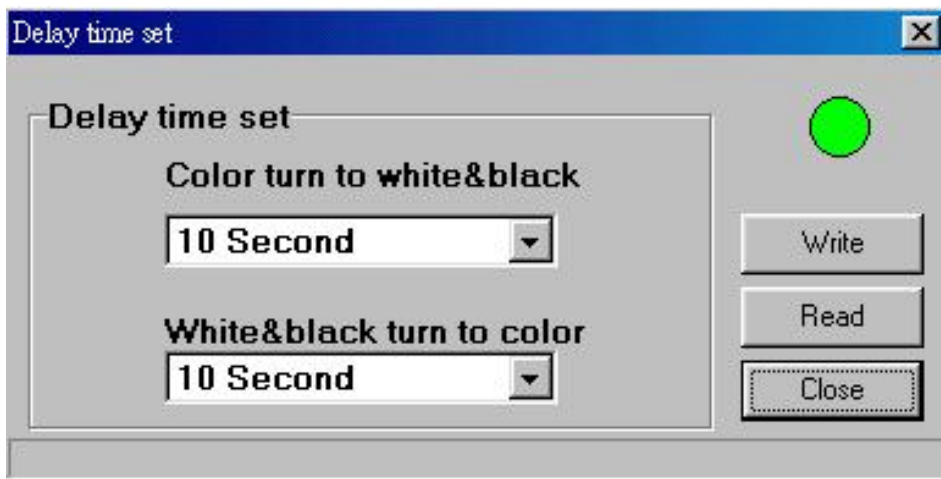 Delay time set
Delay time set
Color turn to white&black
10 Second
White&black turn to color
10 Second
Write
Read
Close